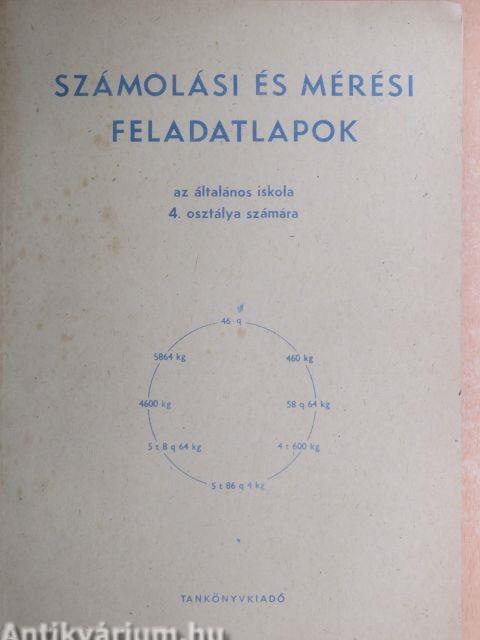 SZÁMOLÁSI ÉS MÉRÉSI
FELADATLAPOK
az általános iskola
4. osztálya számára
46 q
5864 kg
460 kg
4600 kg
58 q 64 kg
5 t 8 q 64 kg
4 t 600 kg
5 t 86 q 4 kg
TANKÖNYVKIADÓ
Antikvárium.hu